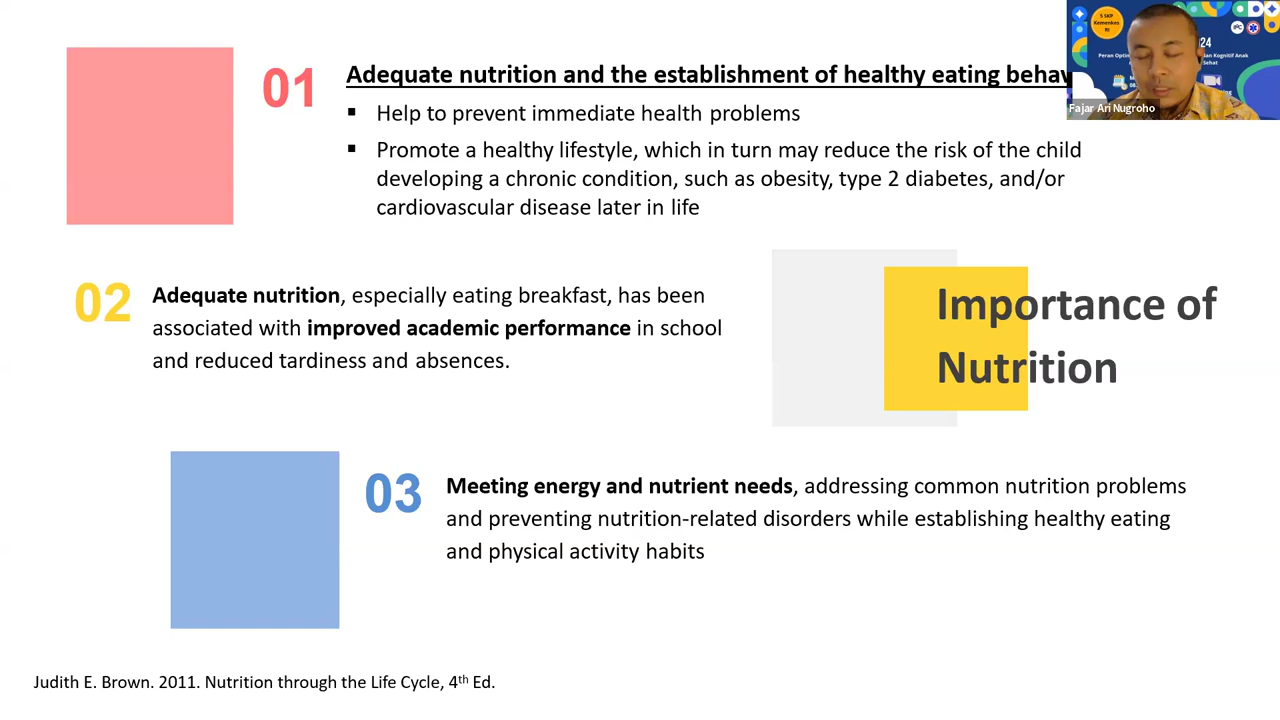 01
Adequate nutrition and the establishment of healthy eating
▪ Help to prevent immediate health problems
▪ Promote a healthy lifestyle, which in turn may reduce the risk of the child
developing a chronic condition, such as obesity, type 2 diabetes, and/or
cardiovascular disease later in life
02
Adequate nutrition, especially eating breakfast, has been
associated with improved academic performance in school
and reduced tardiness and absences.
Importance of
Nutrition
03
Meeting energy and nutrient needs, addressing common nutrition problems
and preventing nutrition-related disorders while establishing healthy eating
and physical activity habits
Judith E. Brown. 2011. Nutrition through the Life Cycle, 4th Ed.
5 SKP
Kemenkes
RI
Fajar Ari Nugroho